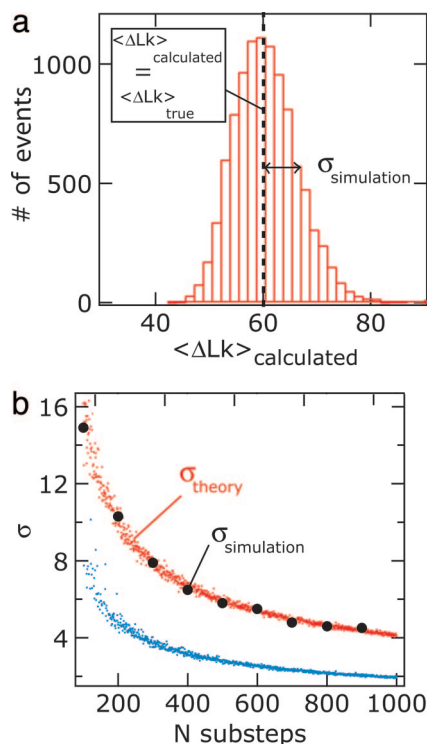 a
<ΔLk>calculated
=
<ΔLk>true
σsimulation
# of events
1000
500
0
40 60 80
<ΔLk>calculated
b
16
12
8
4
σ
σtheory
σsimulation
200 400 600 800 1000
N substeps